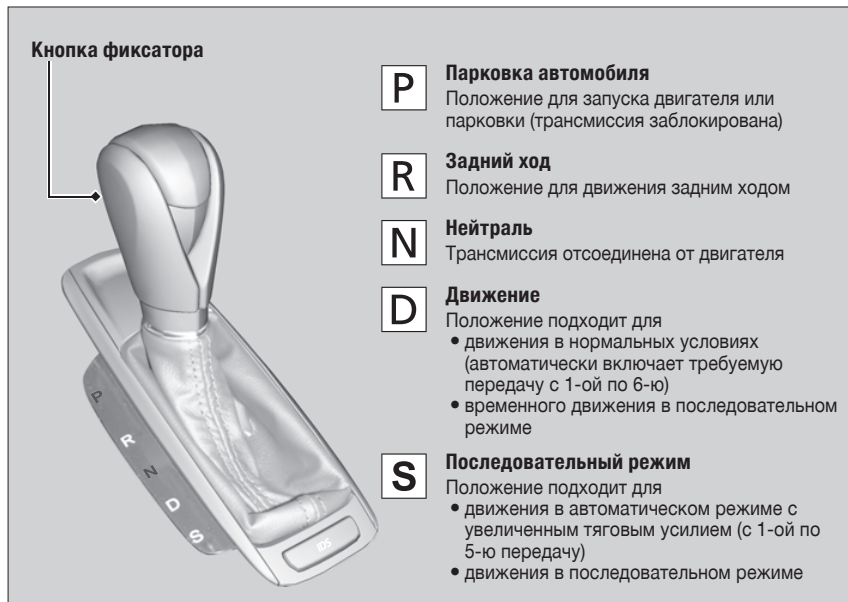 Кнопка фиксатора
P
Парковка автомобиля
Положение для запуска двигателя или
парковки (трансмиссия заблокирована)
R
Задний ход
Положение для движения задним ходом
N
Нейтраль
Трансмиссия отсоединена от двигателя
D
Движение
Положение подходит для
• движения в нормальных условиях
(автоматически включает требуемую
передачу с 1-ой по 6-ю)
• временного движения в последовательном
режиме
S
Последовательный режим
Положение подходит для
• движения в автоматическом режиме с
увеличенным тяговым усилием (с 1-ой по
5-ю передачу)
• движения в последовательном режиме
P
R
N
D
S
IDS